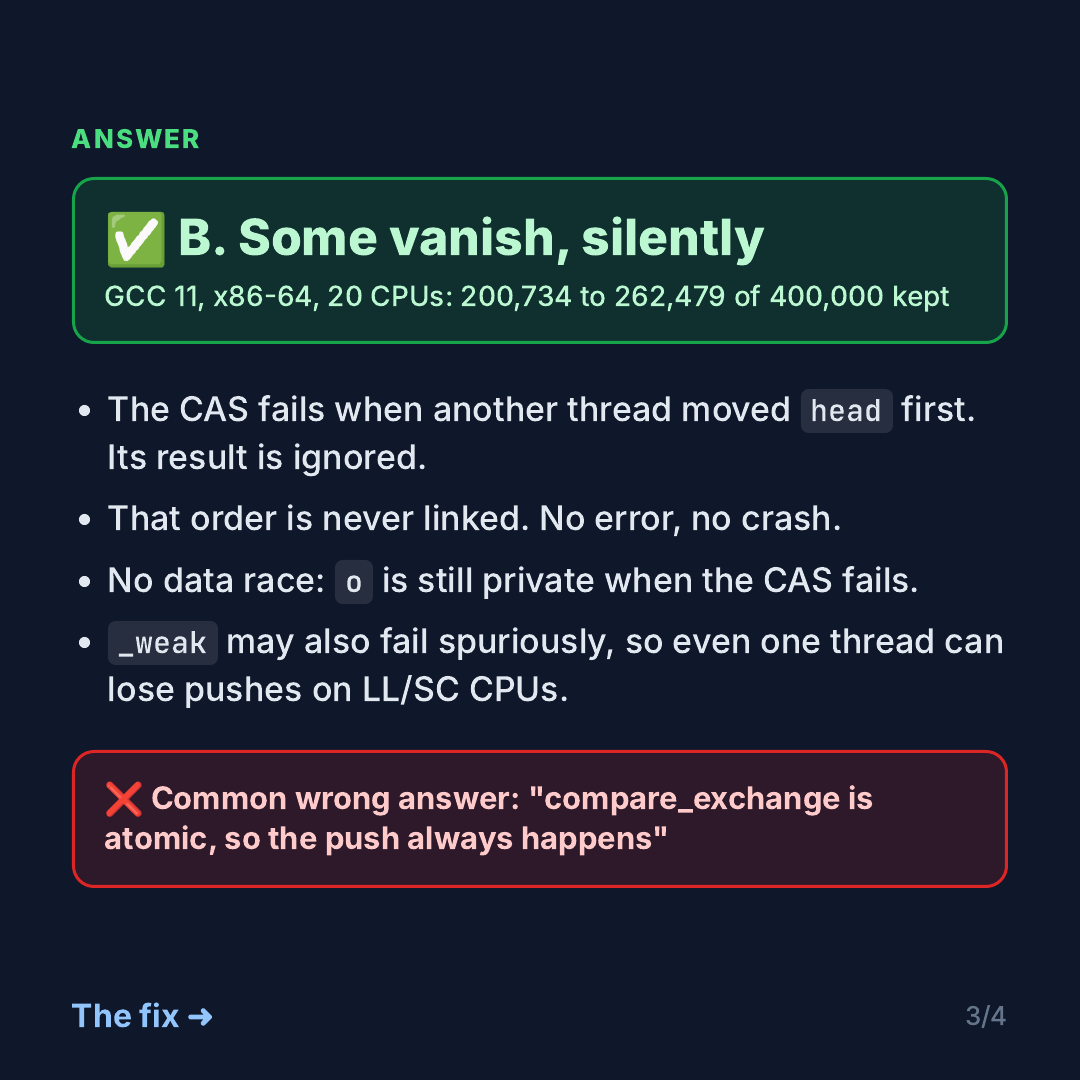 ANSWER
✅ B. Some vanish, silently
GCC 11, x86-64, 20 CPUs: 200,734 to 262,479 of 400,000 kept
• The CAS fails when another thread moved head first.
Its result is ignored.
• That order is never linked. No error, no crash.
• No data race: o is still private when the CAS fails.
• _weak may also fail spuriously, so even one thread can
lose pushes on LL/SC CPUs.
❌ Common wrong answer: "compare_exchange is
atomic, so the push always happens"
The fix ➜
3/4